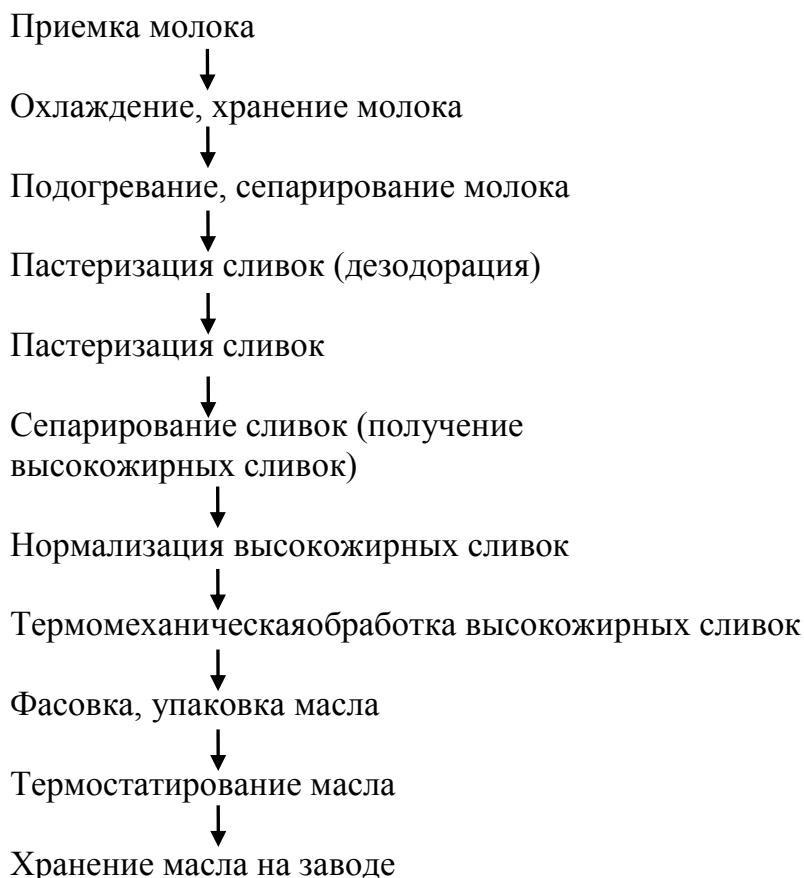 Приемка молока
Охлаждение, хранение молока
Подогревание, сепарирование молока
Пастеризация сливок (дезодорация)
Пастеризация сливок
Сепарирование сливок (получение
высокожирных сливок)
Нормализация высокожирных сливок
Термомеханическаяобработка высокожирных сливок
Фасовка, упаковка масла
Термостатирование масла
Хранение масла на заводе